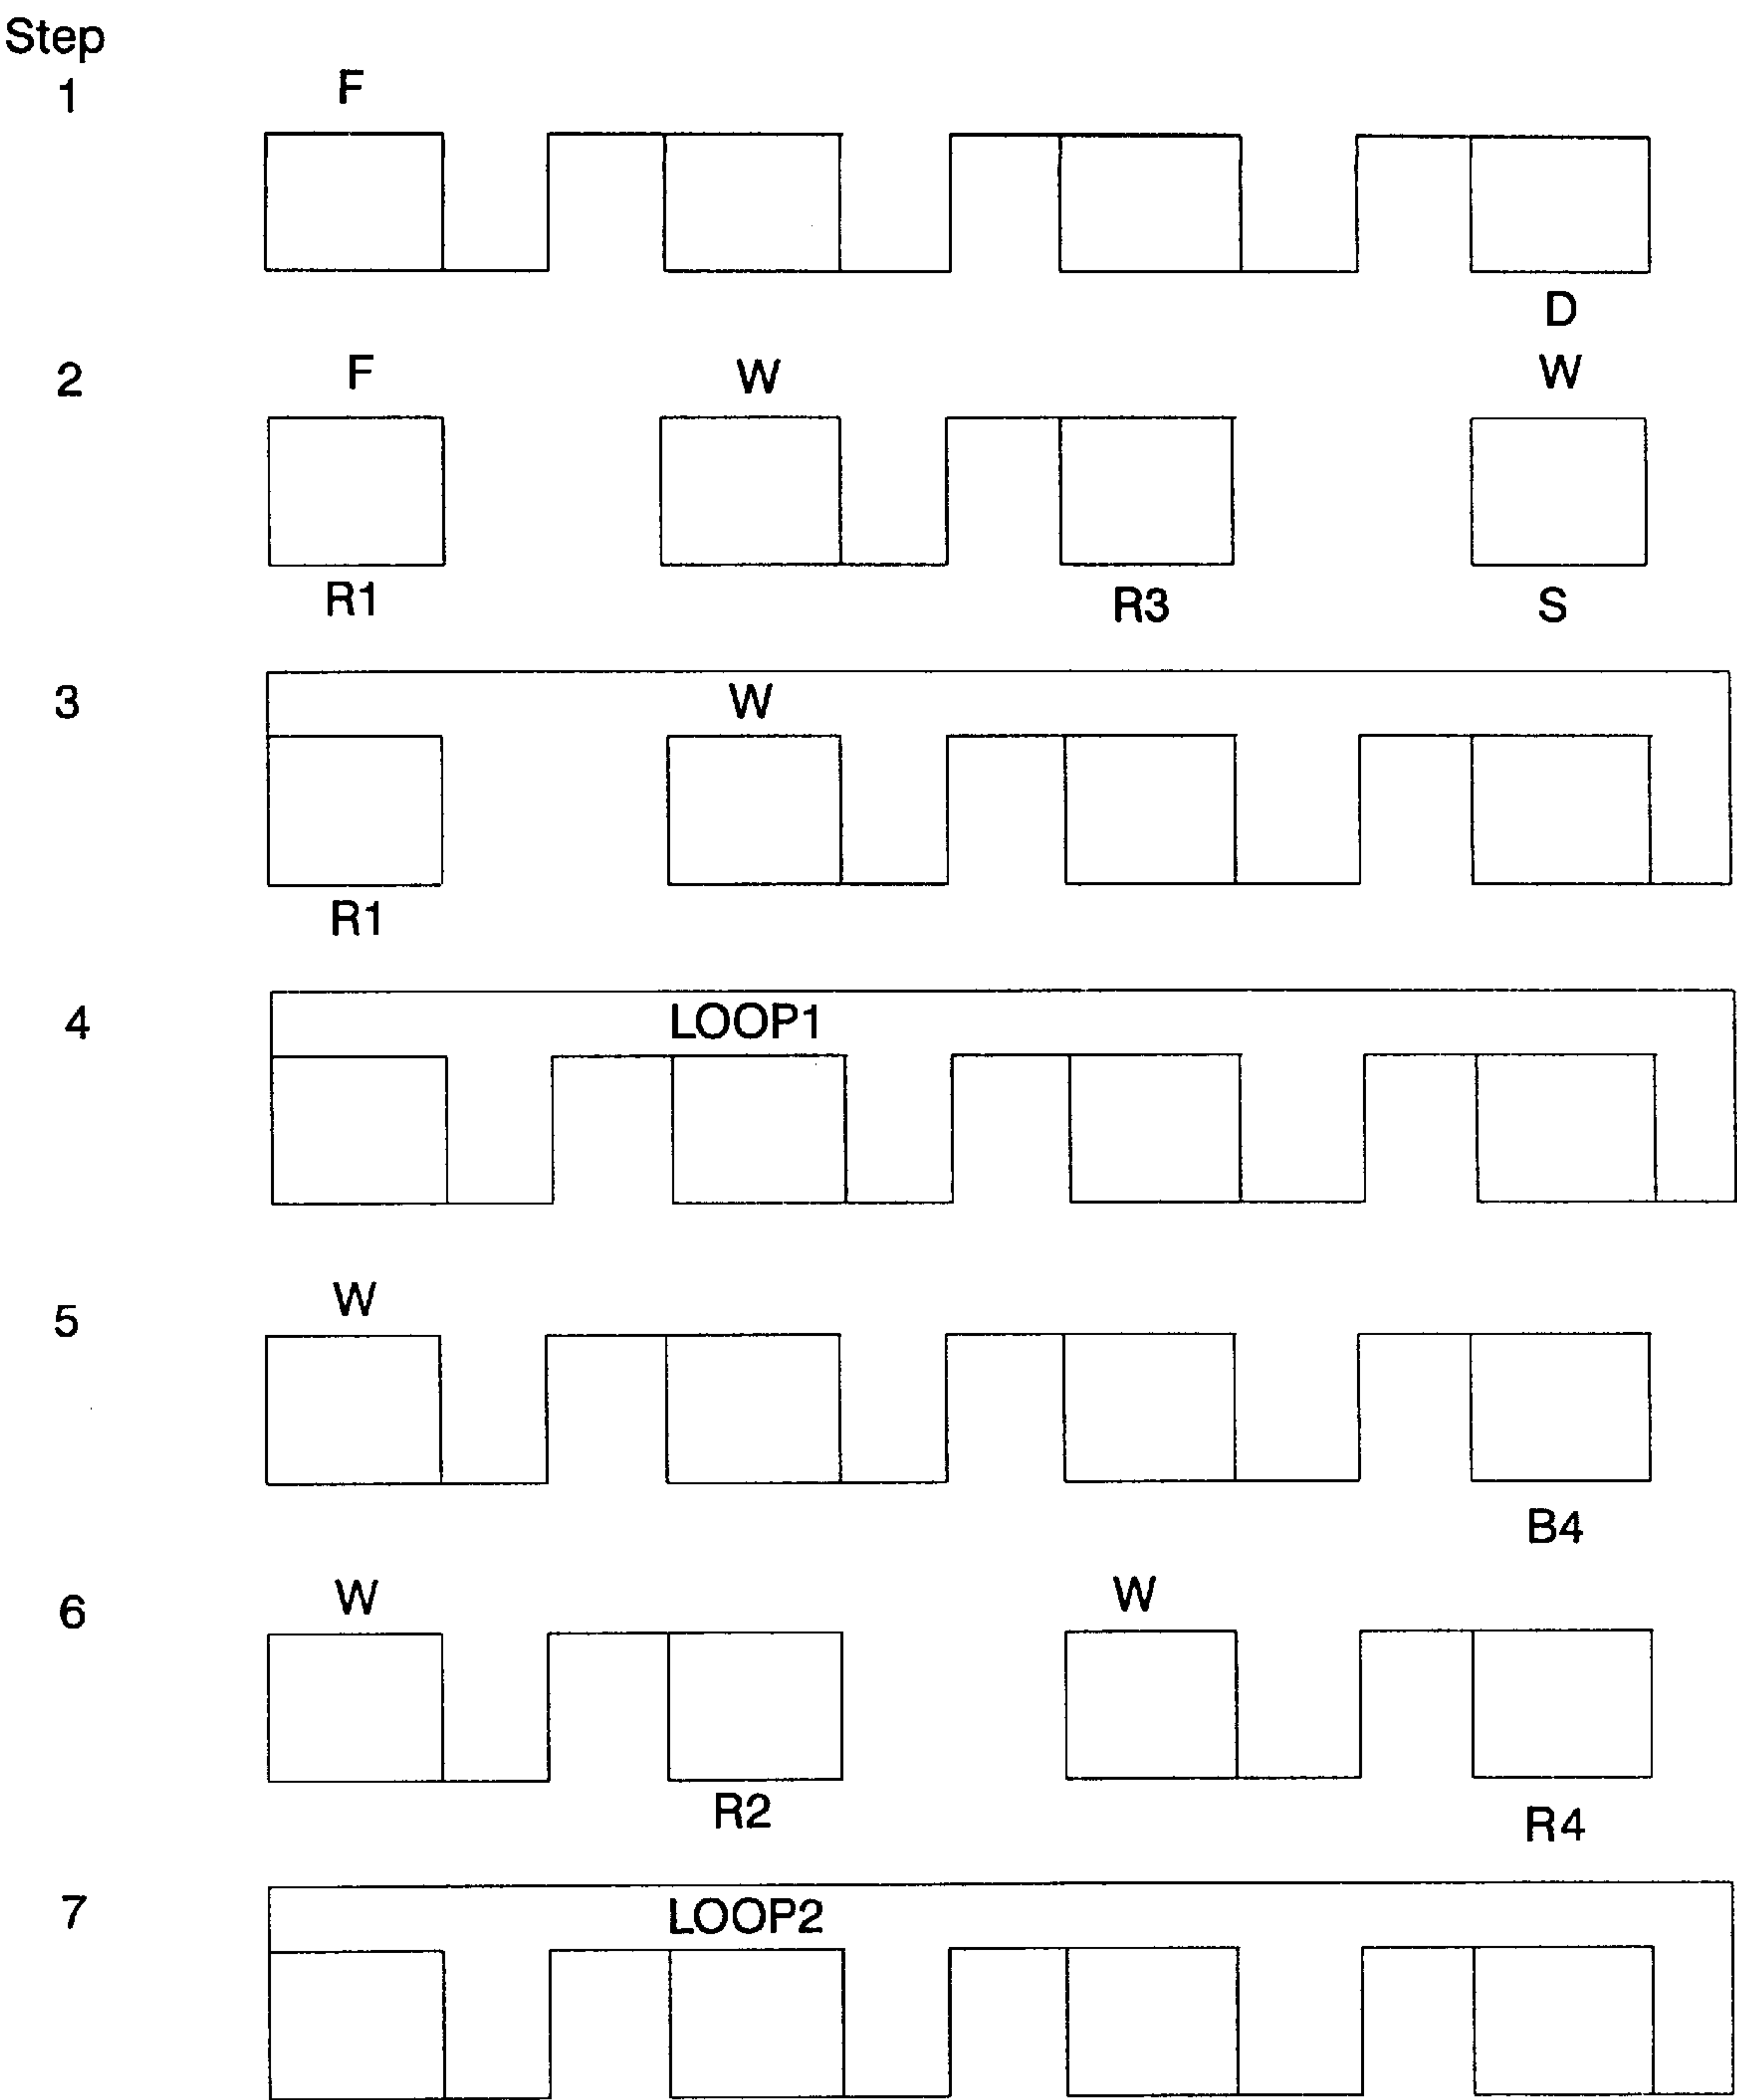 Step
1 F
D
2 F W W
R1 R3 S
3 W
R1
4 LOOP1
5 W
B4
6 W W
R2 R4
7 LOOP2